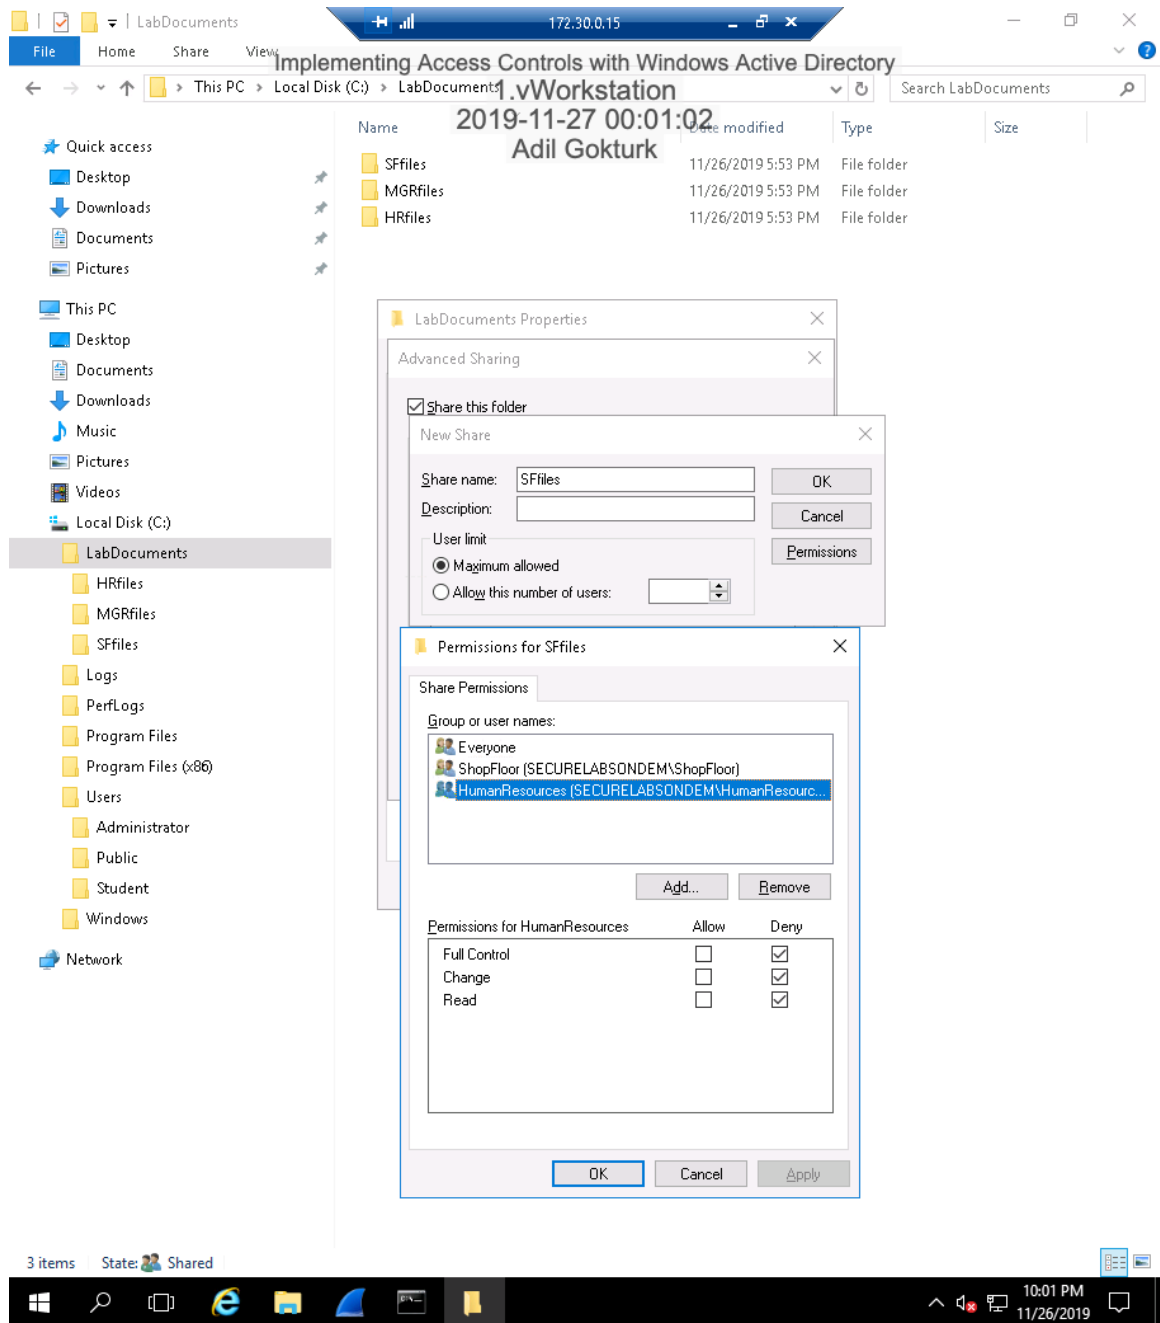 LabDocuments
172.30.0.15
File Home Share View
Implementing Access Controls with Windows Active Directory
1.vWorkstation
2019-11-27 00:01:02
Adil Gokturk
This PC > Local Disk (C:) > LabDocuments
Search LabDocuments
Name Date modified Type Size
SFfiles 11/26/2019 5:53 PM File folder
MGRfiles 11/26/2019 5:53 PM File folder
HRfiles 11/26/2019 5:53 PM File folder
Quick access
Desktop
Downloads
Documents
Pictures
This PC
Desktop
Documents
Downloads
Music
Pictures
Videos
Local Disk (C:)
LabDocuments
HRfiles
MGRfiles
SFfiles
Logs
PerfLogs
Program Files
Program Files (x86)
Users
Administrator
Public
Student
Windows
Network
LabDocuments Properties
Advanced Sharing
Share this folder
New Share
Share name: SFfiles OK
Description: Cancel
User limit
Permissions
Maximum allowed
Allow this number of users:
Permissions for SFfiles
Share Permissions
Group or user names:
Everyone
ShopFloor (SECURELABSONDEM\ShopFloor)
HumanResources (SECURELABSONDEM\HumanResourc...
Add... Remove
Permissions for HumanResources Allow Deny
Full Control
Change
Read
OK Cancel Apply
3 items State: Shared
10:01 PM
11/26/2019